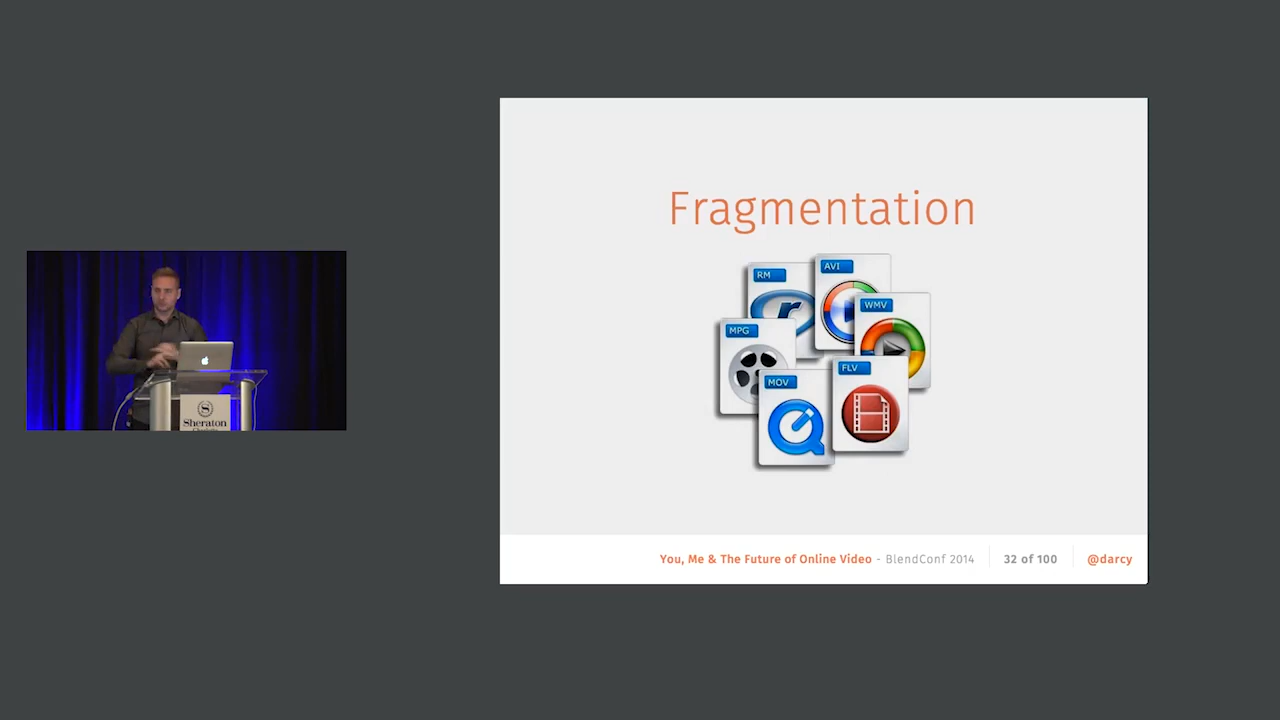 Fragmentation
RM
AVI
WMV
MPG
MOV
FLV
Sheraton
You, Me & The Future of Online Video - BlendConf 2014
32 of 100
@darcy